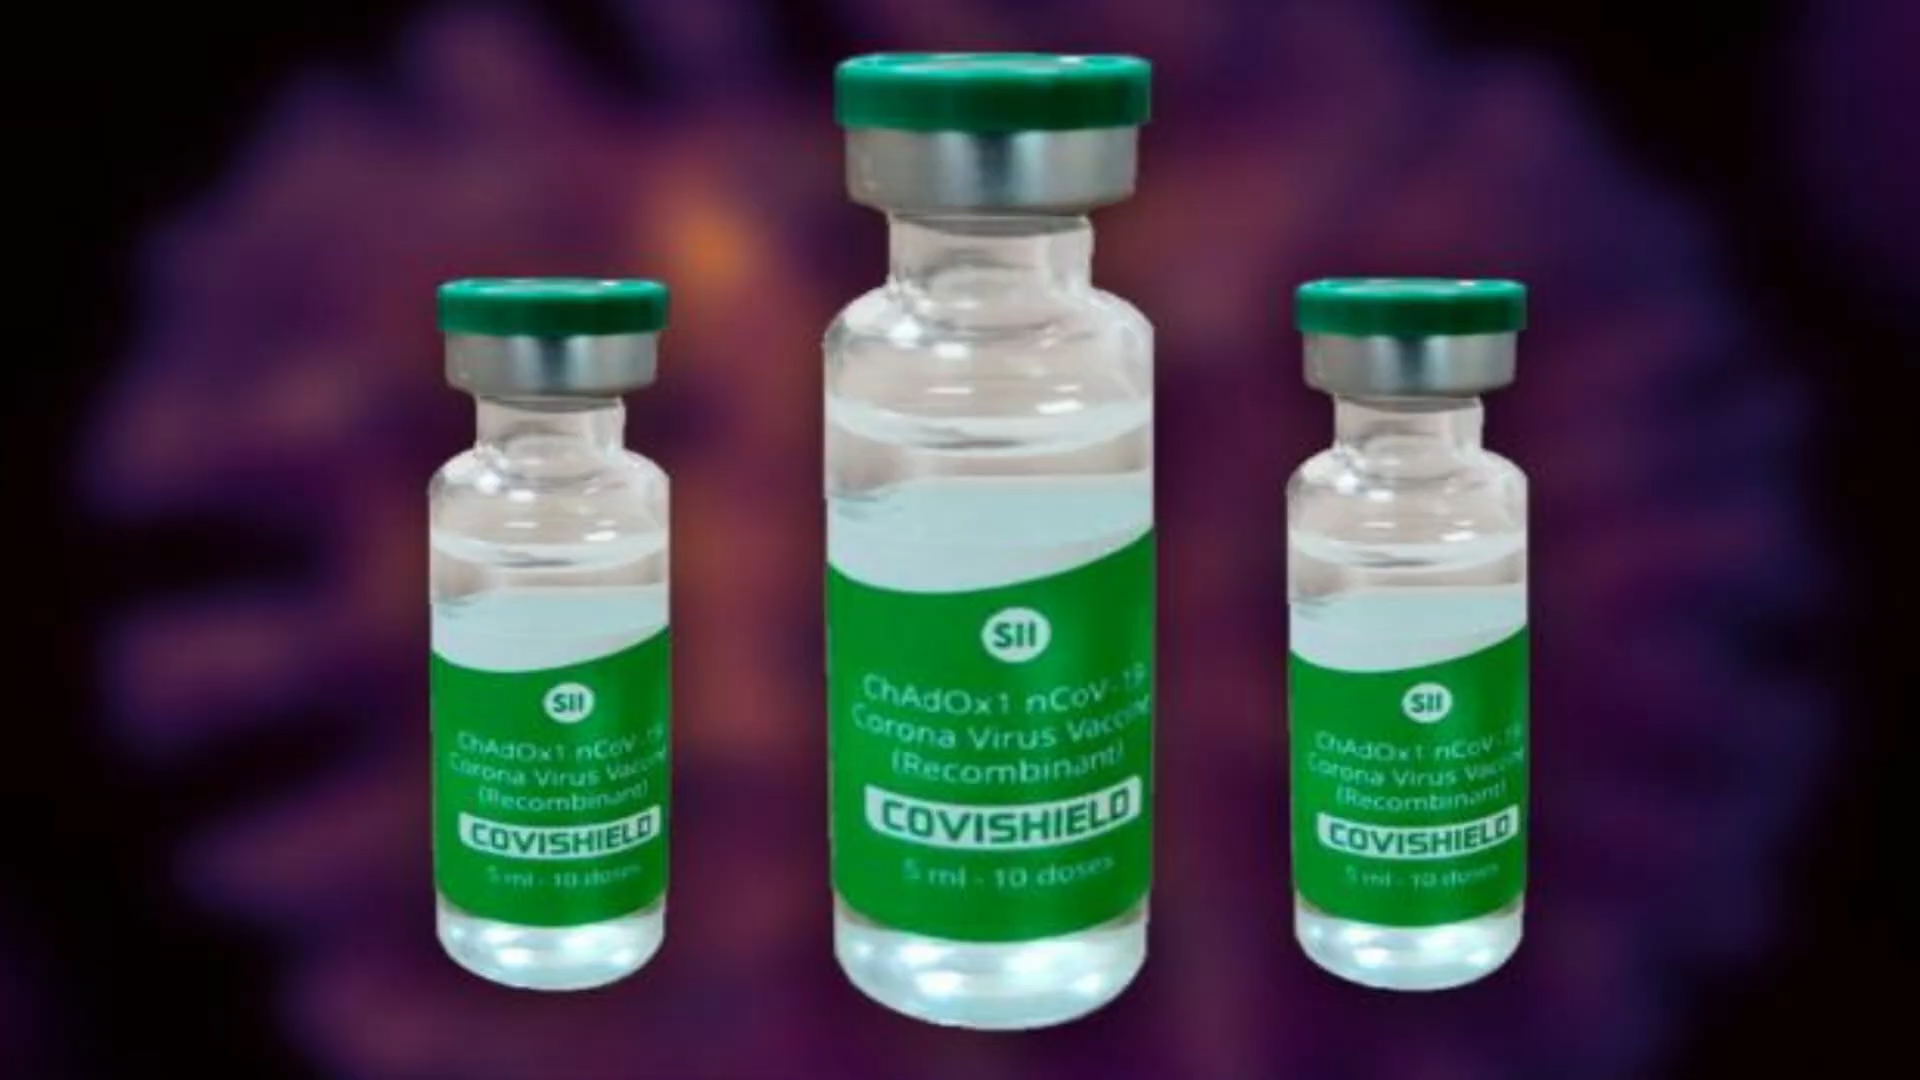 SII
ChAdOx1 nCoV-19
Corona Virus Vaccine
(Recombinant)
COVISHIELD
5 ml - 10 doses
SII
ChAdOx1 nCoV-19
Corona Virus Vaccine
(Recombinant)
COVISHIELD
5 ml - 10 doses
SII
ChAdOx1 nCoV-19
Corona Virus Vaccine
(Recombinant)
COVISHIELD
5 ml - 10 doses